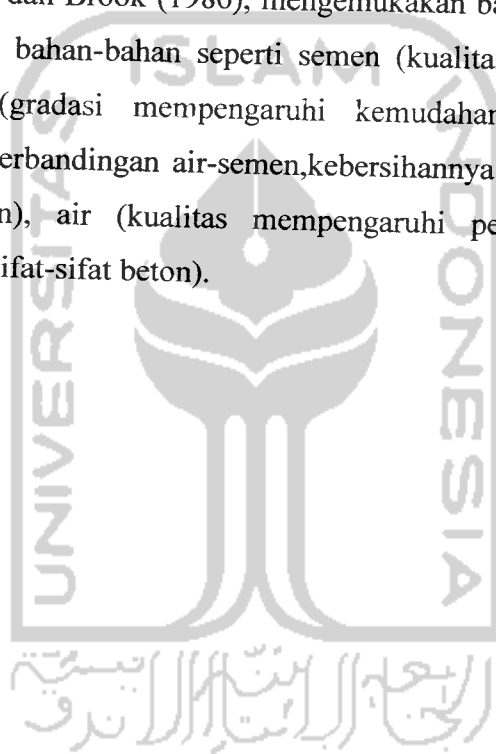 dan Brook (1986), mengemukakan ba
bahan-bahan seperti semen (kualita
(gradasi mempengaruhi kemudahan
erbandingan air-semen,kebersihannya
n), air (kualitas mempengaruhi pe
ifat-sifat beton).
ISLAM
UNIVERSITAS
INDONESIA